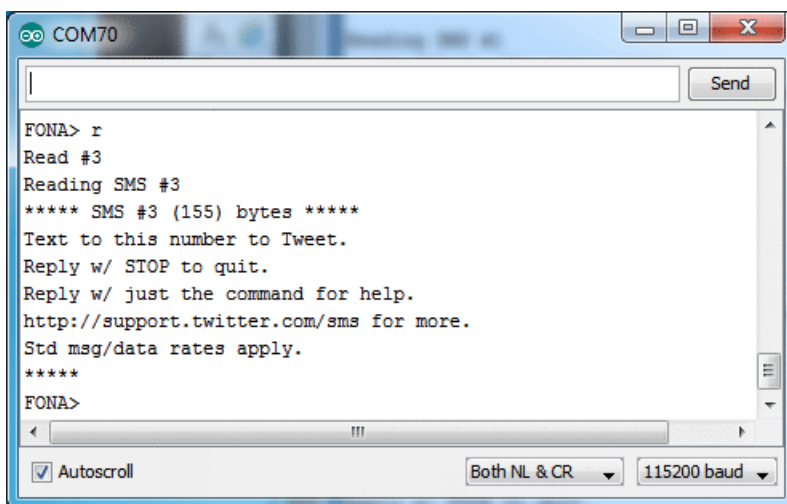 COM70
Send
FONA> r
Read #3
Reading SMS #3
***** SMS #3 (155) bytes *****
Text to this number to Tweet.
Reply w/ STOP to quit.
Reply w/ just the command for help.
http://support.twitter.com/sms for more.
Std msg/data rates apply.
*****
FONA>
Autoscroll
Both NL & CR
115200 baud